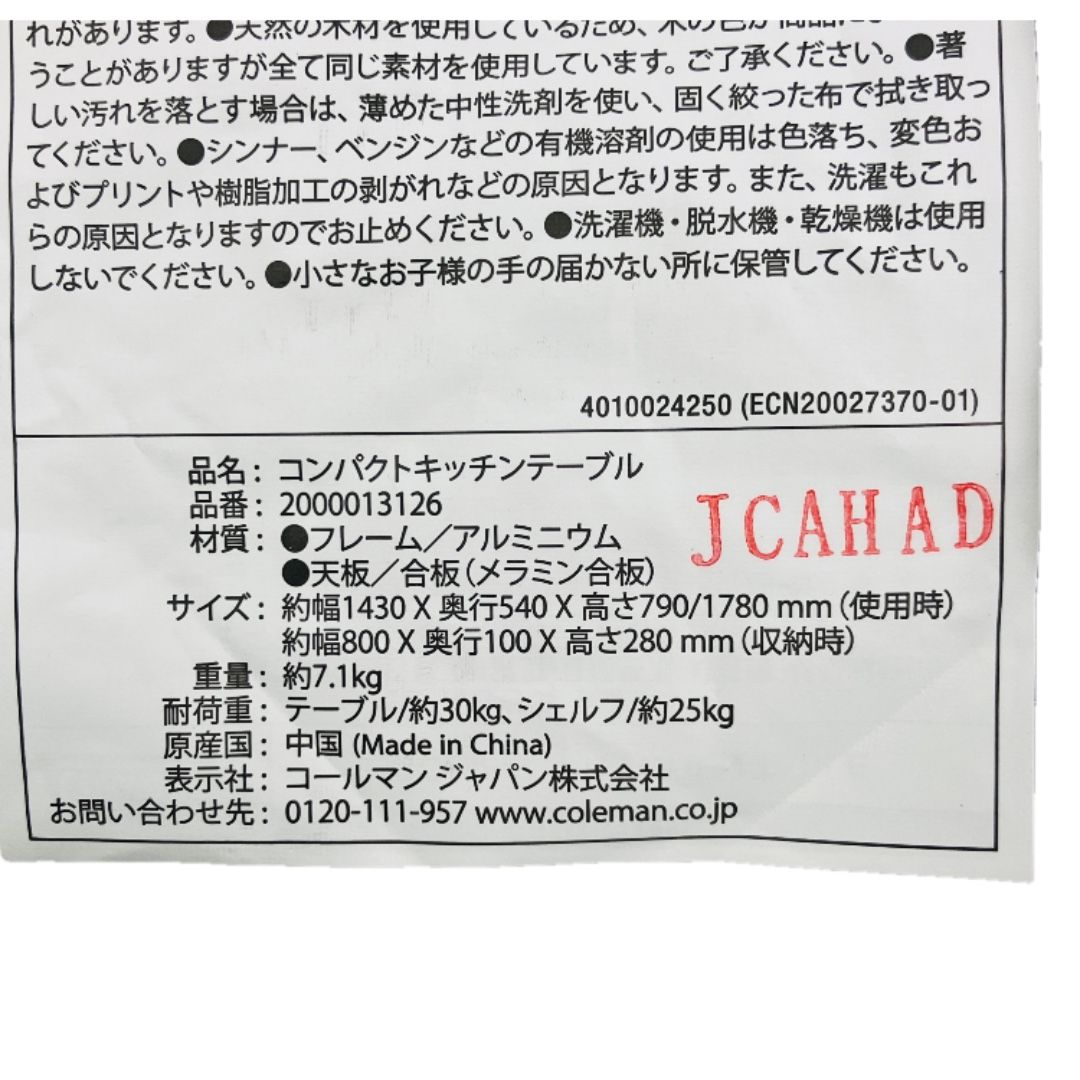 れがあります。●天然の木材を使用しているため、木の色が
うことがありますが全て同じ素材を使用しています。ご了承ください。●著
しい汚れを落とす場合は、薄めた中性洗剤を使い、固く絞った布で拭き取っ
てください。●シンナー、ベンジンなどの有機溶剤の使用は色落ち、変色お
よびプリントや樹脂加工の剥がれなどの原因となります。また、洗濯もこれ
らの原因となりますのでお止めください。●洗濯機・脱水機・乾燥機は使用
しないでください。●小さなお子様の手の届かない所に保管してください。
4010024250 (ECN20027370-01)
品名: コンパクトキッチンテーブル
品番: 2000013126
JCAHAD
材質: ●フレーム／アルミニウム
●天板／合板(メラミン合板)
サイズ: 約幅1430 X 奥行540 X 高さ790/1780 mm(使用時)
約幅800 X 奥行100 X 高さ280 mm(収納時)
重量: 約7.1kg
耐荷重: テーブル/約30kg、シェルフ/約25kg
原産国: 中国 (Made in China)
表示社: コールマン ジャパン株式会社
お問い合わせ先: 0120-111-957 www.coleman.co.jp